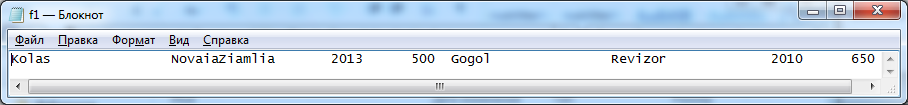 f1 — Блокнот
Файл Правка Формат Вид Справка
Kolas NovaiaZiamlia 2013 500 Gogol Revizor 2010 650